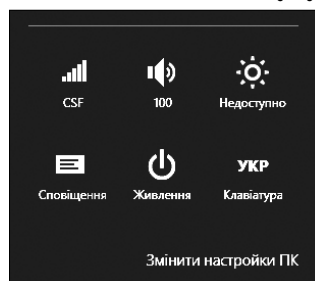 CSF 100 Недоступно
УКР
Сповіщення Живлення Клавіатура
Змінити настройки ПК